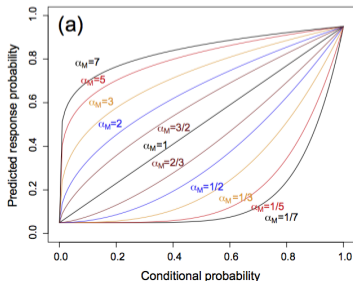 (a)
Predicted response probability
1.0
0.8
0.6
0.4
0.2
0.0
αM=7
αM=5
αM=3
αM=2
αM=3/2
αM=1
αM=2/3
αM=1/2
αM=1/3
αM=1/5
αM=1/7
0.0 0.2 0.4 0.6 0.8 1.0
Conditional probability